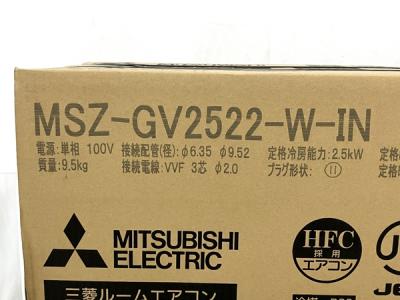 MSZ-GV2522-W-IN
電源:単相 100V 接続配管(径):φ6.35 φ9.52 定格冷房能力:2.5kW
質量:9.5kg 接続電線:VVF 3芯 φ2.0 プラグ形状:
MITSUBISHI
ELECTRIC
HFC
採用
エアコン
三菱ルームエアコン